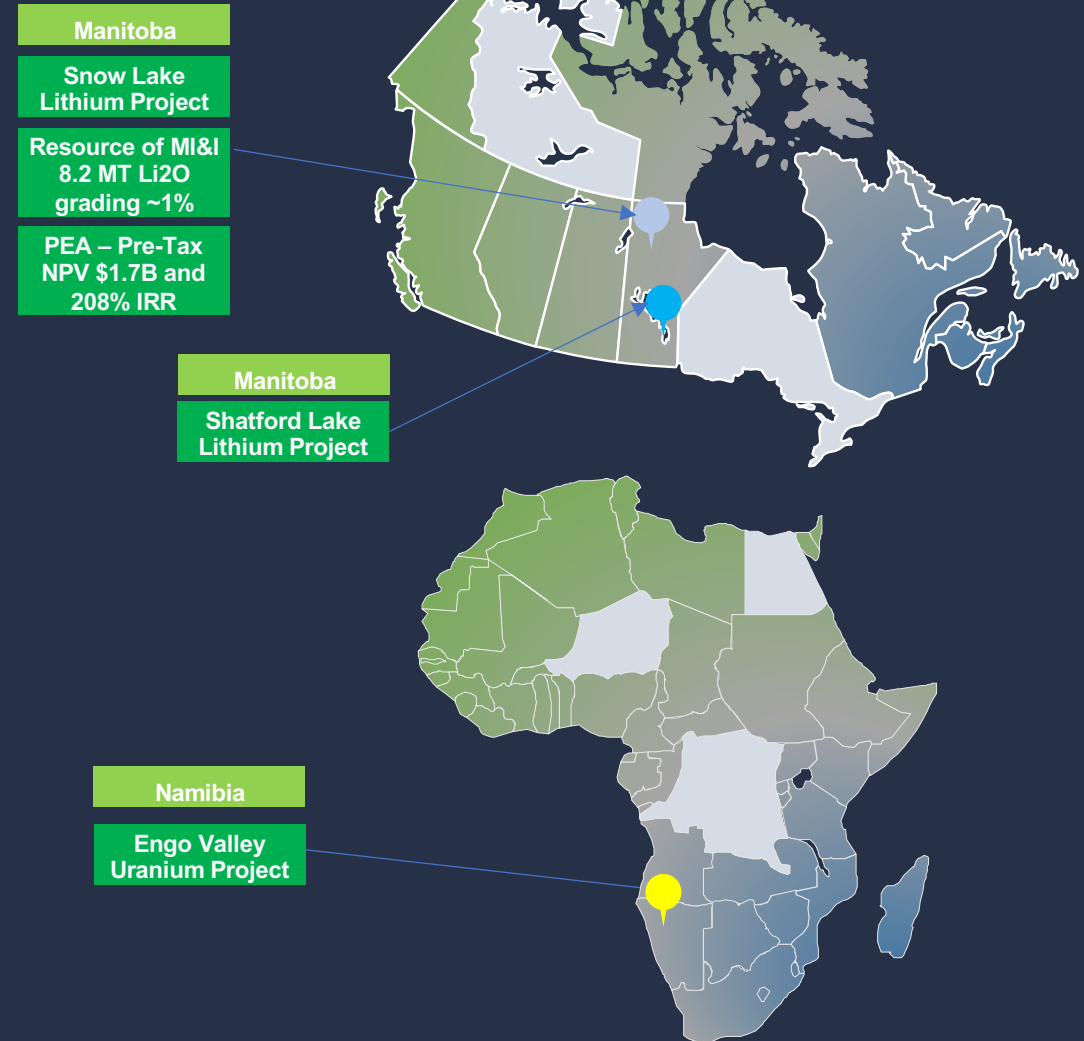 Manitoba
Snow Lake
Lithium Project
Resource of MI&I
8.2 MT Li2O
grading ~1%
PEA – Pre-Tax
NPV $1.7B and
208% IRR
Manitoba
Shatford Lake
Lithium Project
Namibia
Engo Valley
Uranium Project